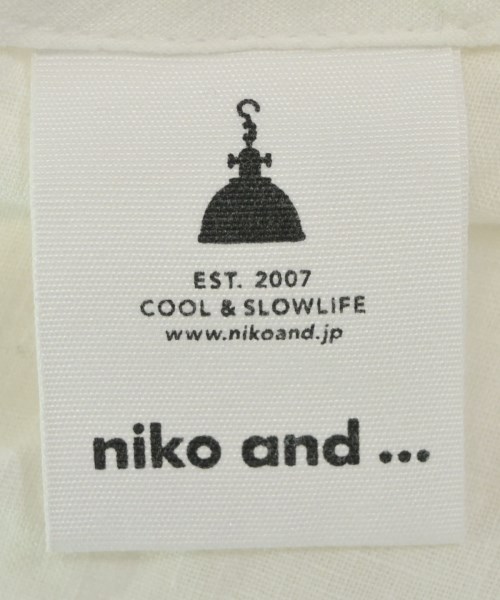 EST. 2007
COOL & SLOWLIFE
www.nikoand.jp
niko and ...